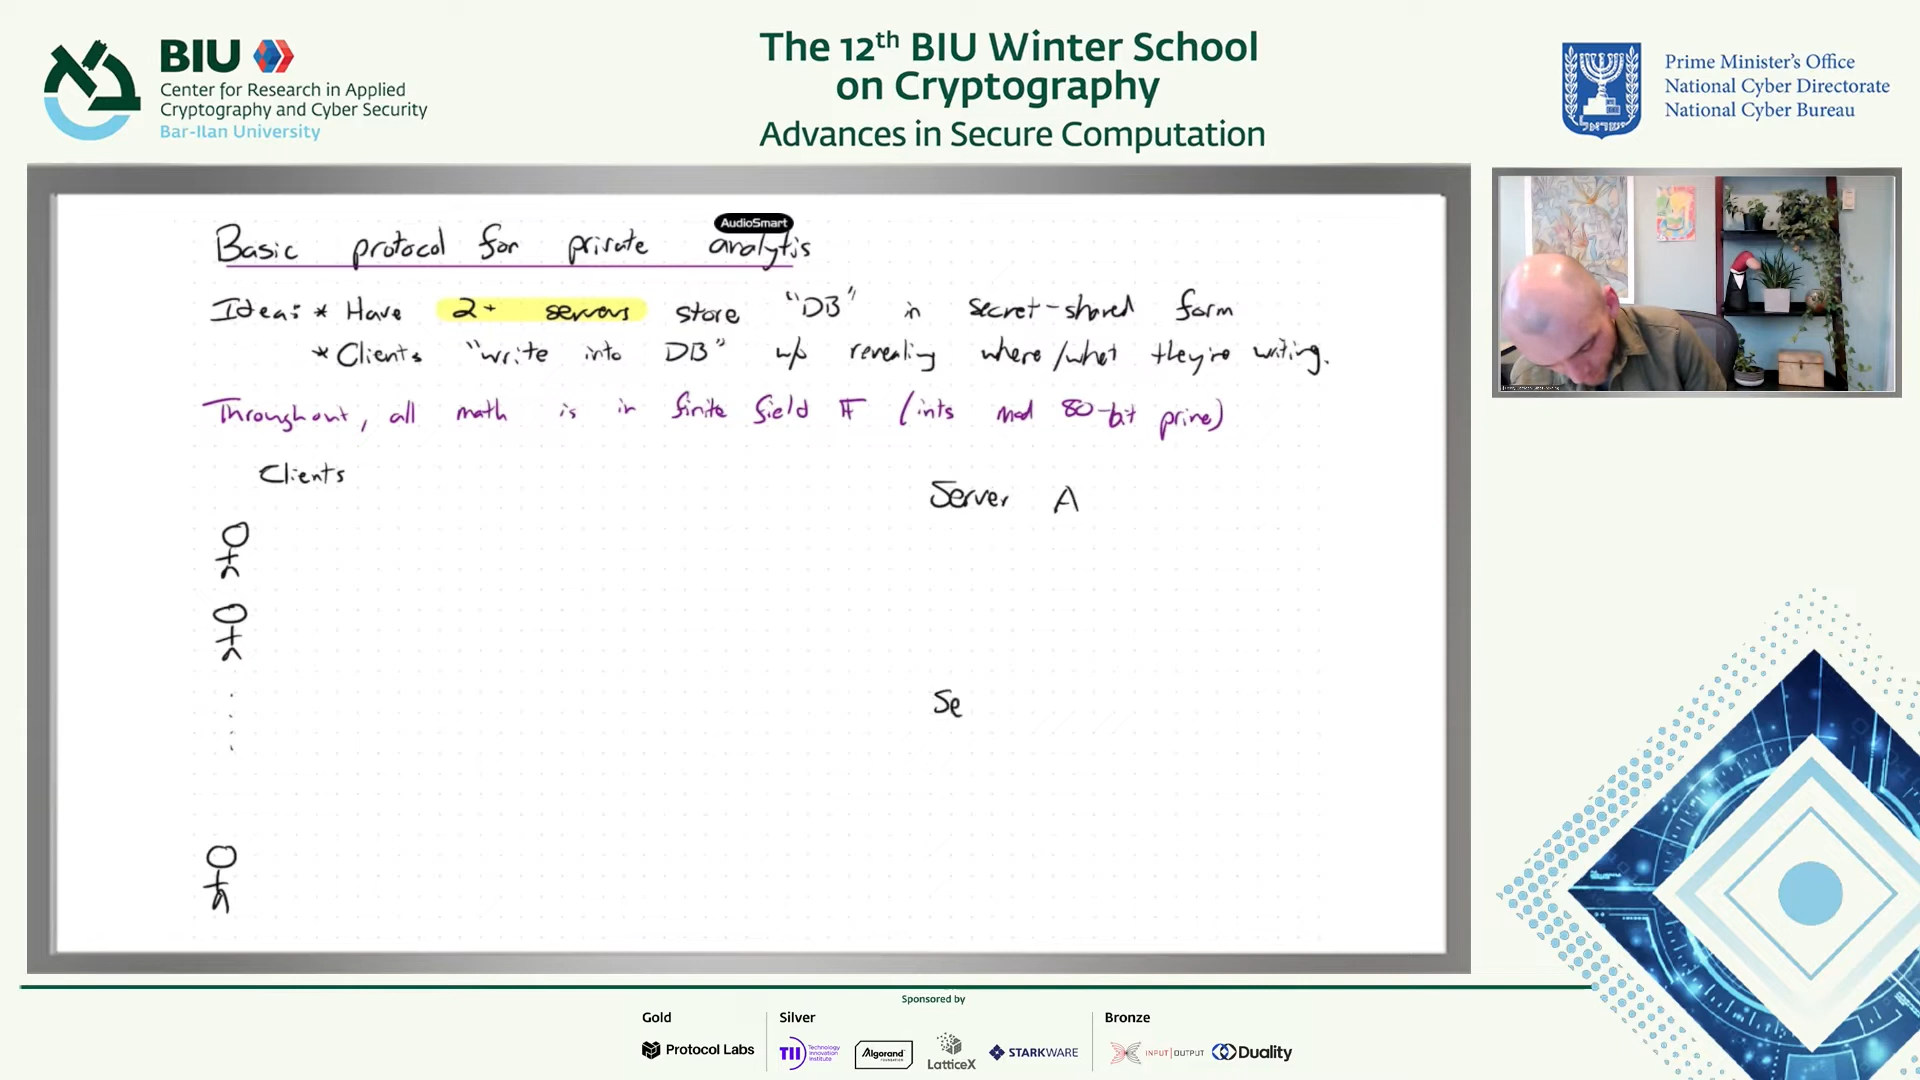 BIU
Center for Research in Applied
Cryptography and Cyber Security
Bar-Ilan University
The 12th BIU Winter School
on Cryptography
Advances in Secure Computation
Prime Minister's Office
National Cyber Directorate
National Cyber Bureau
AudioSmart
Basic protocol for private analytis
Idea: * Have 2+ servers store "DB" in secret-shared form
* Clients "write into DB" w/o revealing where/what they're writing.
Throughout, all math is in finite field F (ints mod 80-bit prime)
Clients
Server A
Se
Sponsored by
Gold
Silver
Bronze
Protocol Labs
TII Technology Innovation Institute
Algorand
LatticeX
STARKWARE
INPUT | OUTPUT
Duality